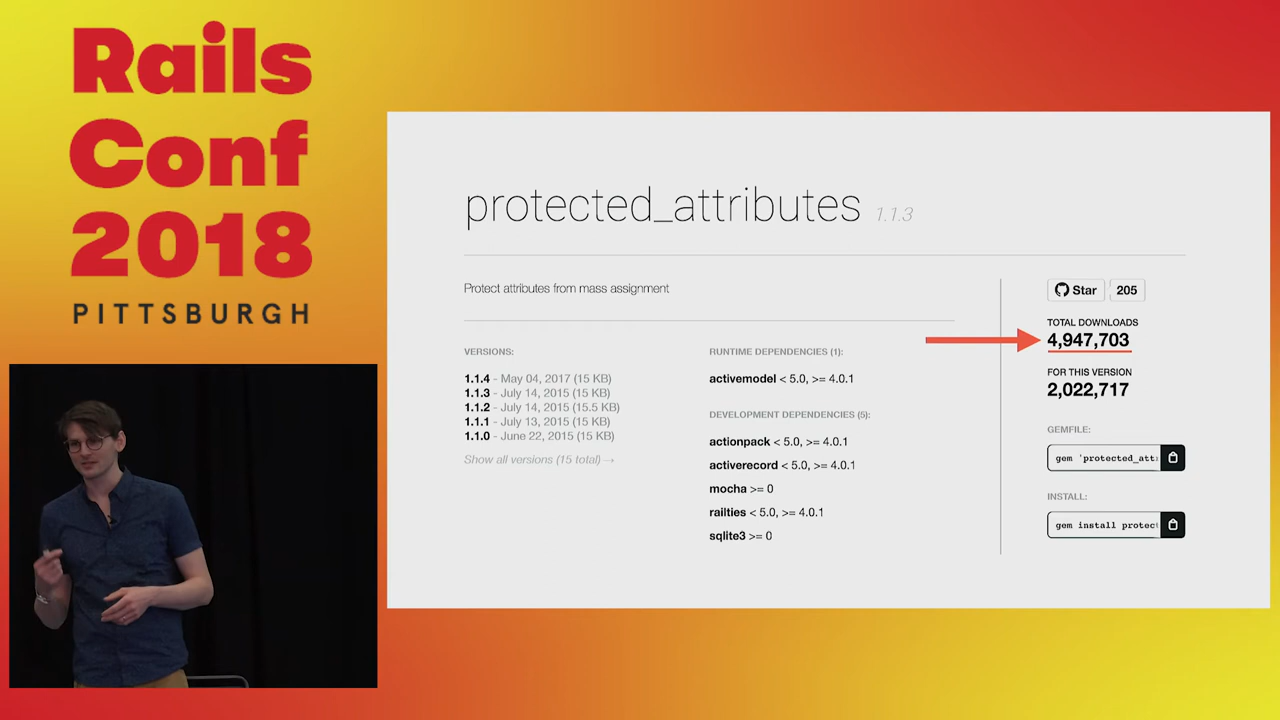 Rails
Conf
2018
PITTSBURGH
protected_attributes 1.1.3
Protect attributes from mass assignment
VERSIONS:
1.1.4 - May 04, 2017 (15 KB)
1.1.3 - July 14, 2015 (15 KB)
1.1.2 - July 14, 2015 (15.5 KB)
1.1.1 - July 13, 2015 (15 KB)
1.1.0 - June 22, 2015 (15 KB)
Show all versions (15 total) →
RUNTIME DEPENDENCIES (1):
activemodel < 5.0, >= 4.0.1
DEVELOPMENT DEPENDENCIES (5):
actionpack < 5.0, >= 4.0.1
activerecord < 5.0, >= 4.0.1
mocha >= 0
railties < 5.0, >= 4.0.1
sqlite3 >= 0
Star 205
TOTAL DOWNLOADS
4,947,703
FOR THIS VERSION
2,022,717
GEMFILE:
gem 'protected_att
INSTALL:
gem install protec